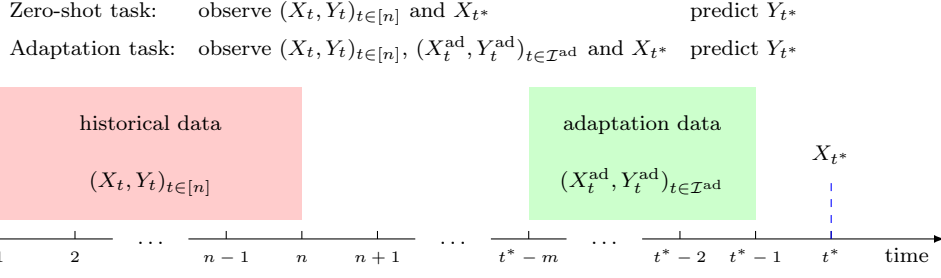 Zero-shot task: observe (X_t, Y_t)_{t∈[n]} and X_{t*} predict Y_{t*}
Adaptation task: observe (X_t, Y_t)_{t∈[n]}, (X_t^{ad}, Y_t^{ad})_{t∈𝓘^{ad}} and X_{t*} predict Y_{t*}
historical data adaptation data
X_{t*}
(X_t, Y_t)_{t∈[n]} (X_t^{ad}, Y_t^{ad})_{t∈𝓘^{ad}}
... ... ...
1 2 n − 1 n n + 1 t* − m t* − 2 t* − 1 t* time